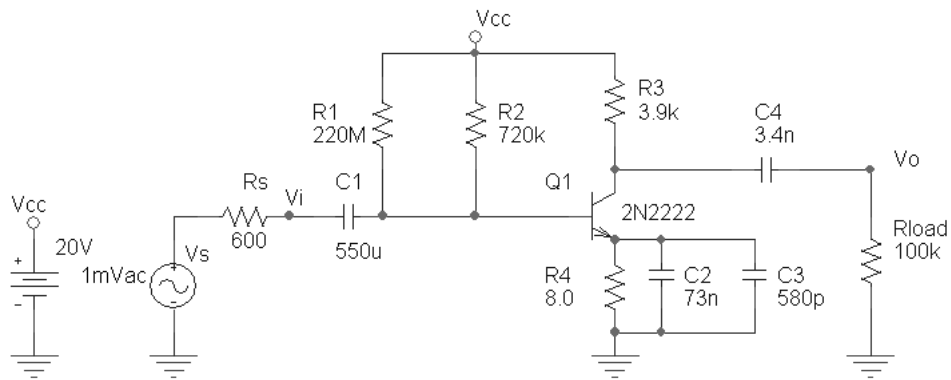 Vcc
R1
220M
R2
720k
R3
3.9k
C4
3.4n
Vo
Rs
Vi
C1
Q1
2N2222
Vcc
20V
600
550u
Vs
1mVac
R4
8.0
C2
73n
C3
580p
Rload
100k
+
-
+
-